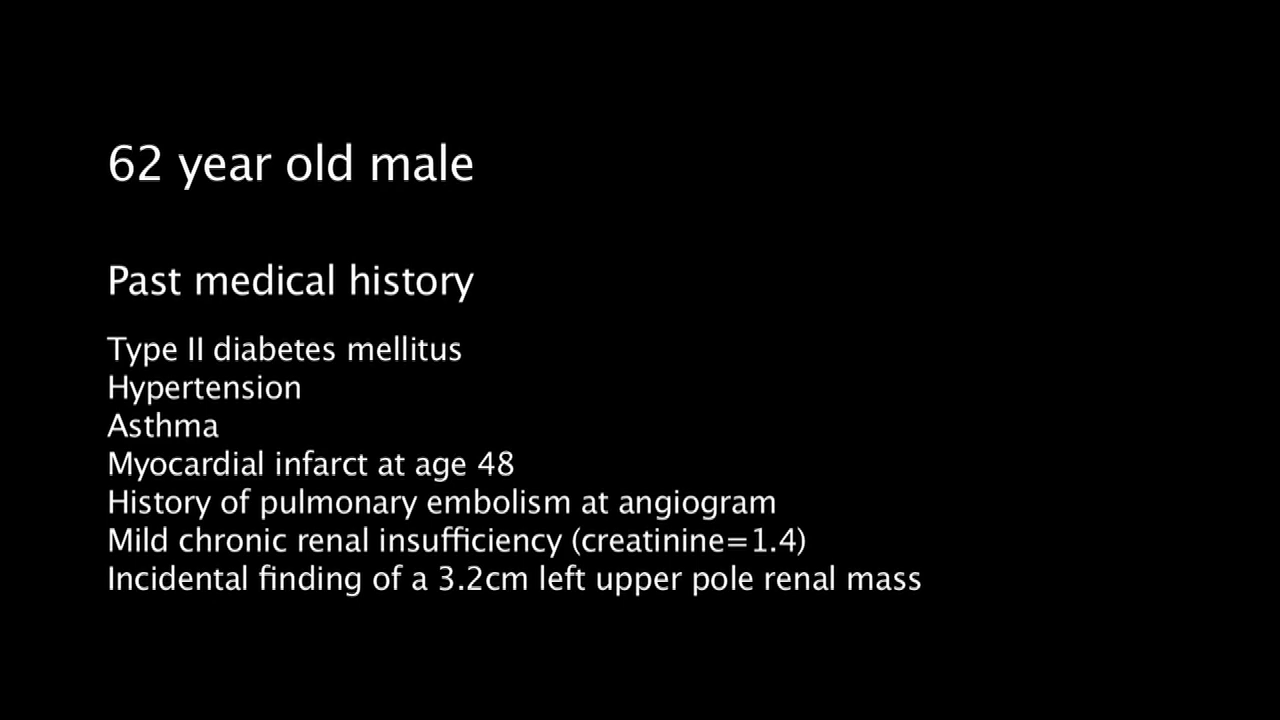 62 year old male
Past medical history
Type II diabetes mellitus
Hypertension
Asthma
Myocardial infarct at age 48
History of pulmonary embolism at angiogram
Mild chronic renal insufficiency (creatinine=1.4)
Incidental finding of a 3.2cm left upper pole renal mass